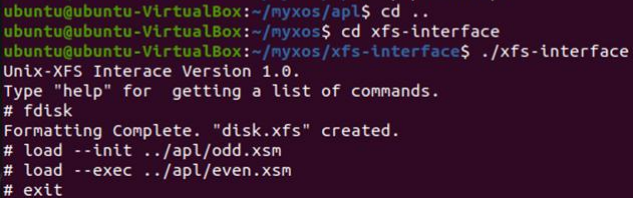 ubuntu@ubuntu-VirtualBox:~/myxos/apl$ cd ..
ubuntu@ubuntu-VirtualBox:~/myxos$ cd xfs-interface
ubuntu@ubuntu-VirtualBox:~/myxos/xfs-interface$ ./xfs-interface
Unix-XFS Interace Version 1.0.
Type "help" for  getting a list of commands.
# fdisk
Formatting Complete. "disk.xfs" created.
# load --init ../apl/odd.xsm
# load --exec ../apl/even.xsm
# exit